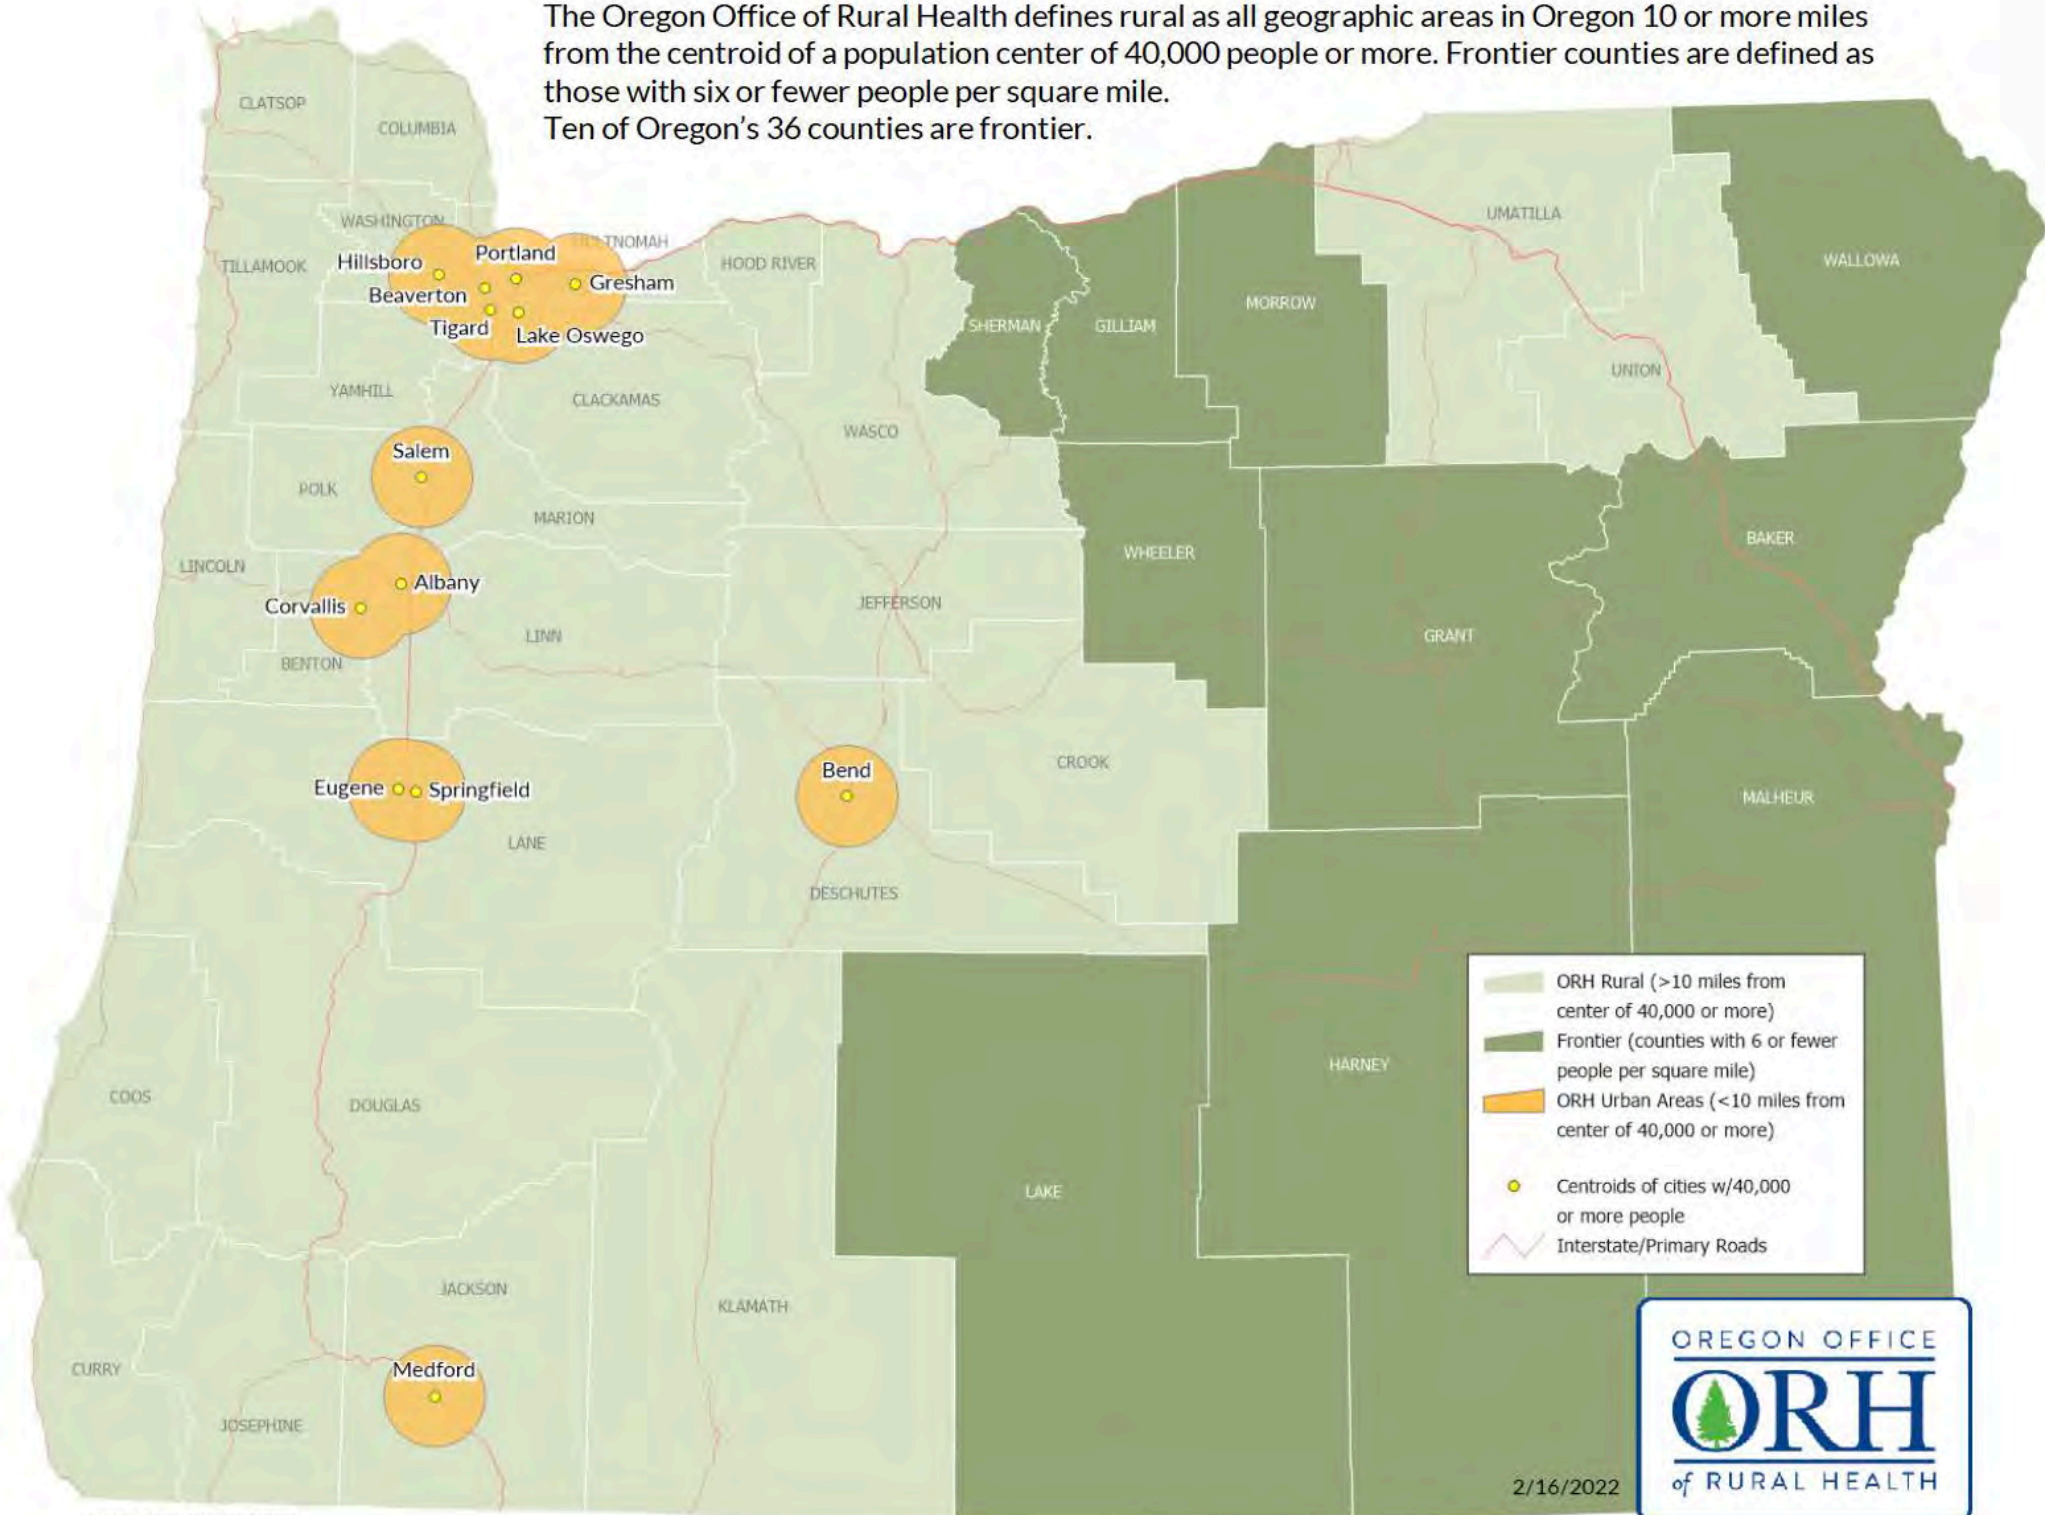 The Oregon Office of Rural Health defines rural as all geographic areas in Oregon 10 or more miles
from the centroid of a population center of 40,000 people or more. Frontier counties are defined as
those with six or fewer people per square mile.
Ten of Oregon's 36 counties are frontier.
CLATSOP
COLUMBIA
WASHINGTON
UMATILLA
TILLAMOOK
Hillsboro
Portland
HOOD RIVER
WALLOWA
Beaverton
Gresham
MORROW
Tigard
Lake Oswego
SHERMAN
GILLIAM
UNION
YAMHILL
CLACKAMAS
WASCO
Salem
POLK
MARION
BAKER
LINCOLN
WHEELER
Albany
Corvallis
JEFFERSON
LINN
GRANT
BENTON
CROOK
Bend
Eugene
Springfield
MALHEUR
LANE
DESCHUTES
ORH Rural (>10 miles from
center of 40,000 or more)
Frontier (counties with 6 or fewer
people per square mile)
ORH Urban Areas (<10 miles from
center of 40,000 or more)
Centroids of cities w/40,000
or more people
Interstate/Primary Roads
HARNEY
COOS
DOUGLAS
LAKE
JACKSON
KLAMATH
CURRY
Medford
JOSEPHINE
2/16/2022
OREGON OFFICE
ORH
of RURAL HEALTH